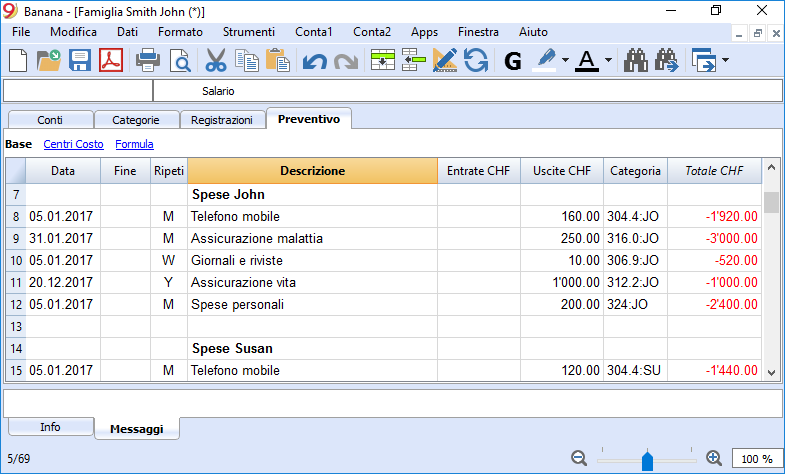 Banana - [Famiglia Smith John (*)]
File Modifica Dati Formato Strumenti Conta1 Conta2 Apps Finestra Aiuto
G A
Salario
Conti Categorie Registrazioni Preventivo
Base Centri Costo Formula
Data Fine Ripeti Descrizione Entrate CHF Uscite CHF Categoria Totale CHF
7 Spese John
8 05.01.2017 M Telefono mobile 160.00 304.4:JO -1'920.00
9 31.01.2017 M Assicurazione malattia 250.00 316.0:JO -3'000.00
10 05.01.2017 W Giornali e riviste 10.00 306.9:JO -520.00
11 20.12.2017 Y Assicurazione vita 1'000.00 312.2:JO -1'000.00
12 05.01.2017 M Spese personali 200.00 324:JO -2'400.00
13
14 Spese Susan
15 05.01.2017 M Telefono mobile 120.00 304.4:SU -1'440.00
Info Messaggi
5/69 100 %